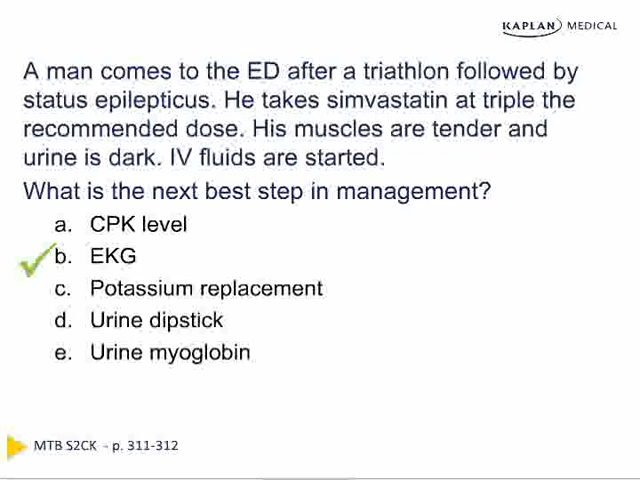 KAPLAN MEDICAL
A man comes to the ED after a triathlon followed by
status epilepticus. He takes simvastatin at triple the
recommended dose. His muscles are tender and
urine is dark. IV fluids are started.
What is the next best step in management?
a. CPK level
b. EKG
c. Potassium replacement
d. Urine dipstick
e. Urine myoglobin
MTB S2CK - p. 311-312